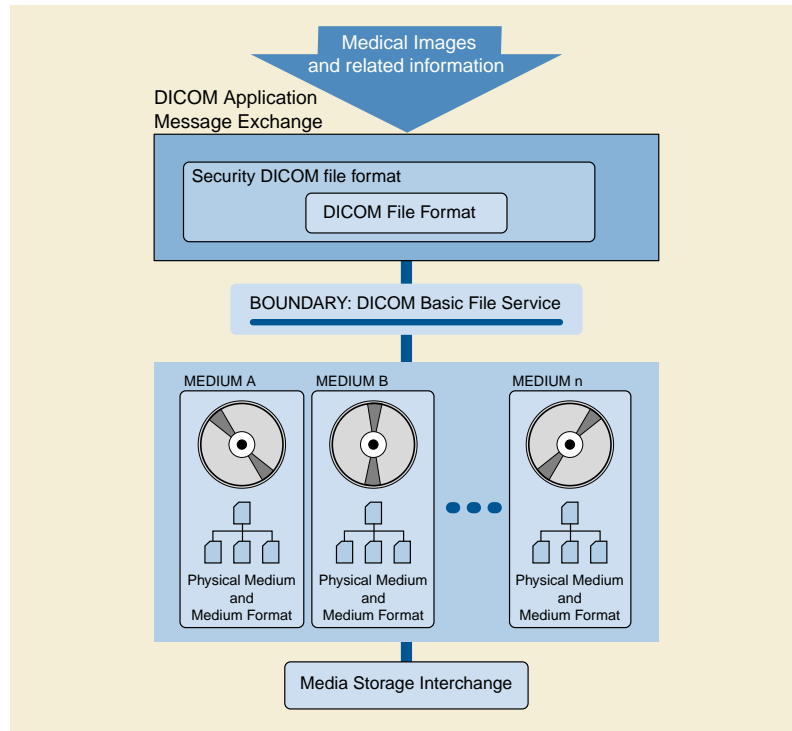 Medical Images
and related information
DICOM Application
Message Exchange
Security DICOM file format
DICOM File Format
BOUNDARY: DICOM Basic File Service
MEDIUM A
MEDIUM B
MEDIUM n
Physical Medium
and
Medium Format
Physical Medium
and
Medium Format
Physical Medium
and
Medium Format
Media Storage Interchange